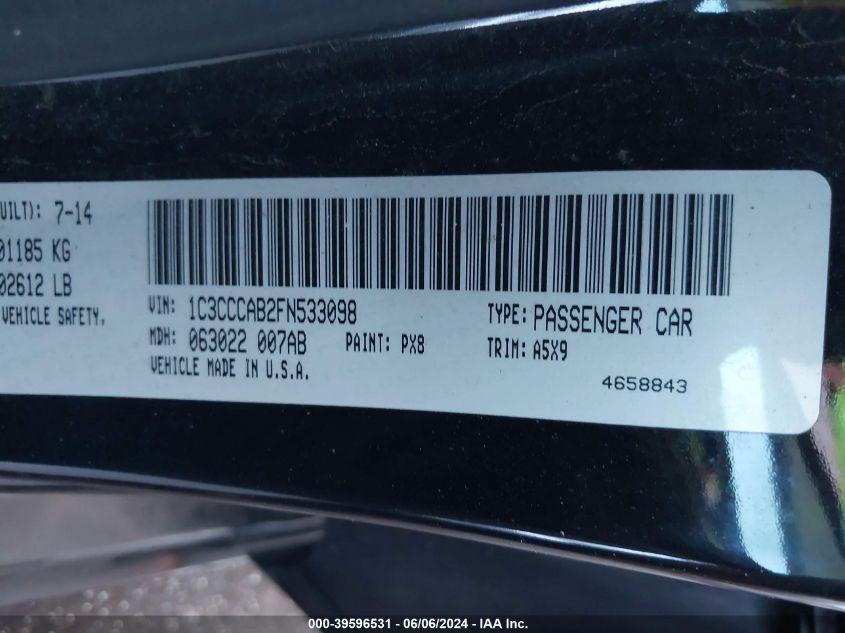 UILT): 7-14
01185 KG
02612 LB
VEHICLE SAFETY.
VIN: 1C3CCCAB2FN533098 TYPE: PASSENGER CAR
MDH: 063022 007AB PAINT: PX8 TRIM: A5X9
VEHICLE MADE IN U.S.A.
4658843
000-39596531 - 06/06/2024 - IAA Inc.